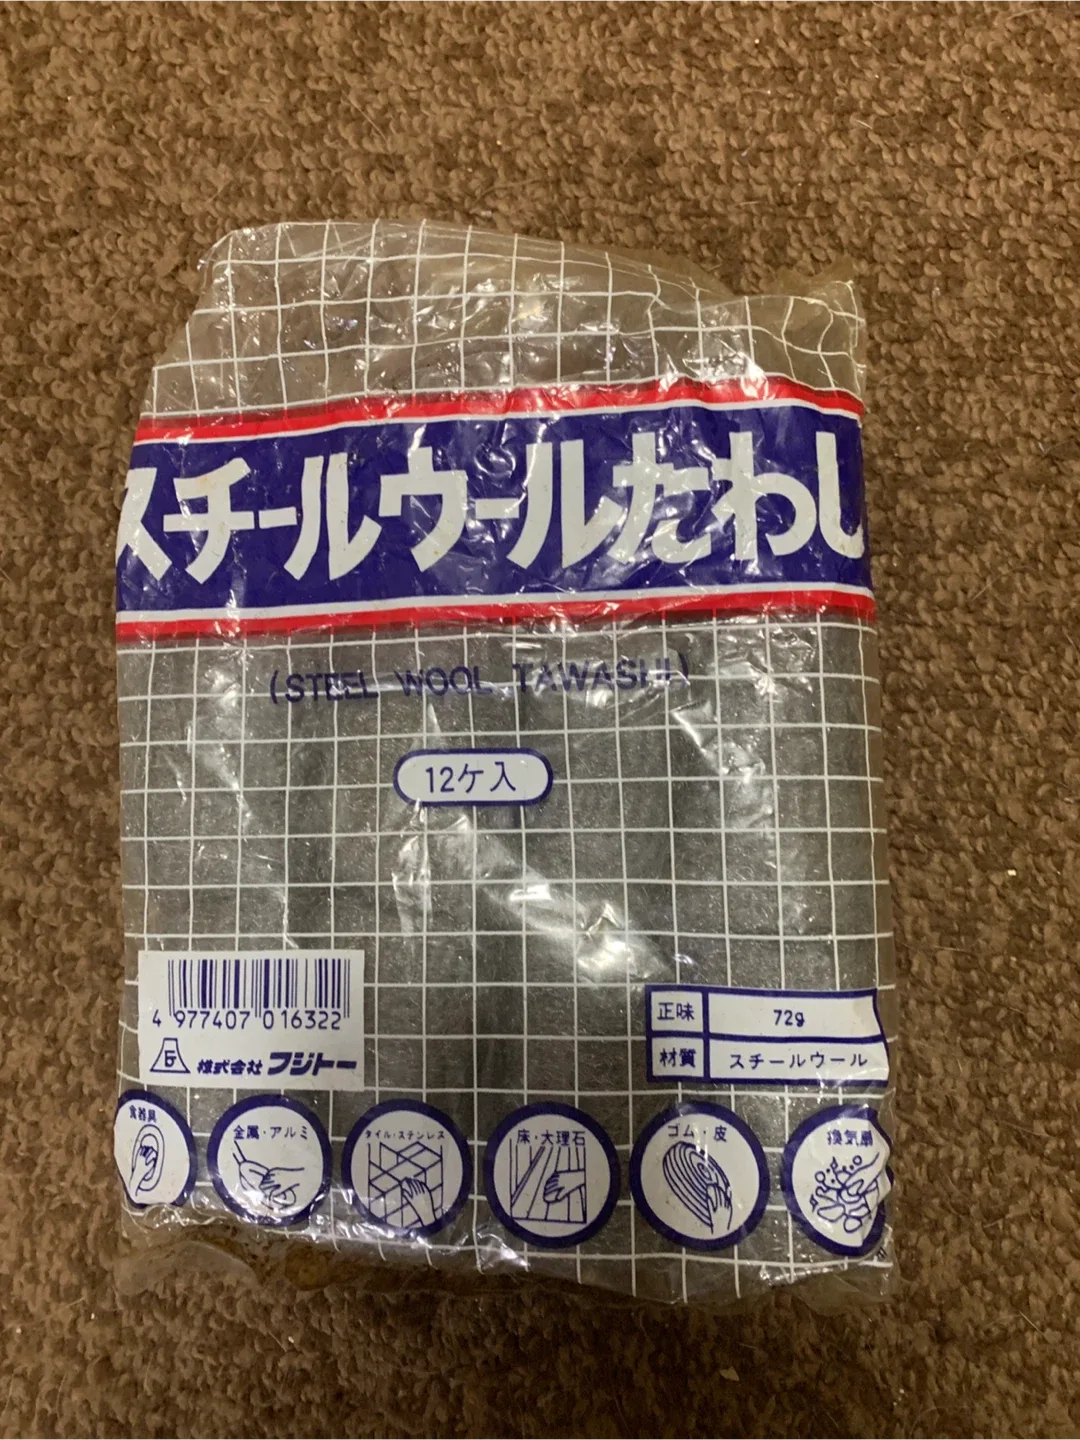 スチールウールたわし
(STEEL WOOL TAWASHI)
12ケ入
4 977407 016322
株式会社 フジトー
正味 72g
材質 スチールウール
食器具
金属・アルミ
タイル・ステンレス
床・大理石
ゴム・皮
換気扇